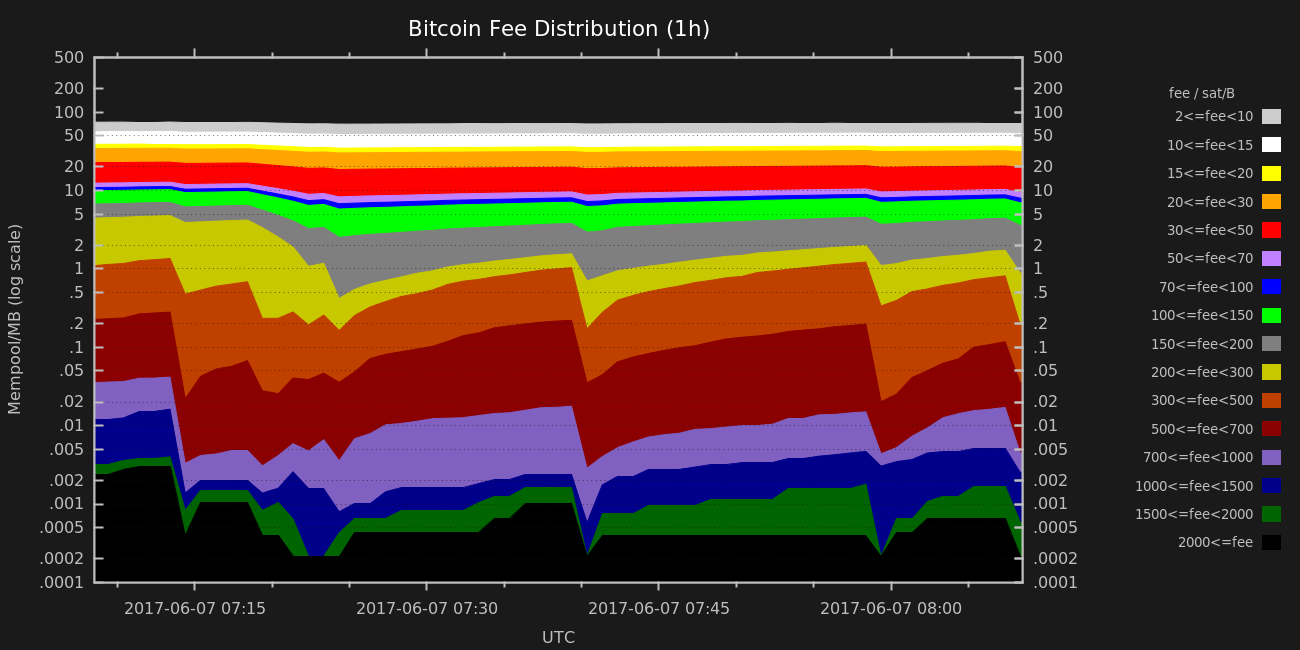 Bitcoin Fee Distribution (1h)
500
200
100
50
20
10
5
2
1
.5
.2
.1
.05
.02
.01
.005
.002
.001
.0005
.0002
.0001
Mempool/MB (log scale)
500
200
100
50
20
10
5
2
1
.5
.2
.1
.05
.02
.01
.005
.002
.001
.0005
.0002
.0001
2017-06-07 07:15
2017-06-07 07:30
2017-06-07 07:45
2017-06-07 08:00
UTC
fee / sat/B
2<=fee<10
10<=fee<15
15<=fee<20
20<=fee<30
30<=fee<50
50<=fee<70
70<=fee<100
100<=fee<150
150<=fee<200
200<=fee<300
300<=fee<500
500<=fee<700
700<=fee<1000
1000<=fee<1500
1500<=fee<2000
2000<=fee